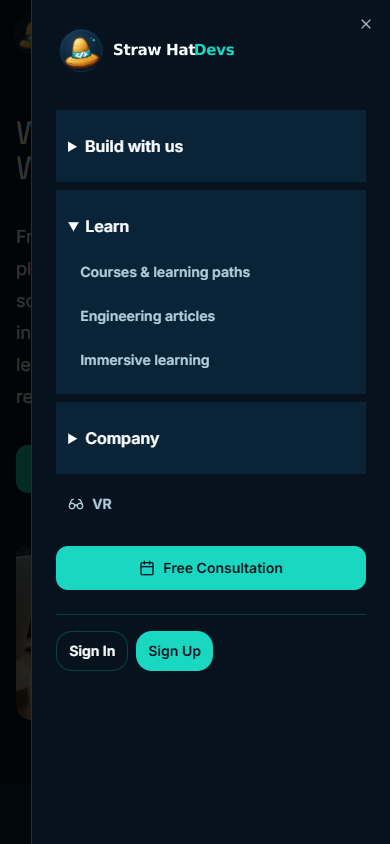 Straw HatDevs
Build with us
Learn
Courses & learning paths
Engineering articles
Immersive learning
Company
VR
Free Consultation
Sign In
Sign Up